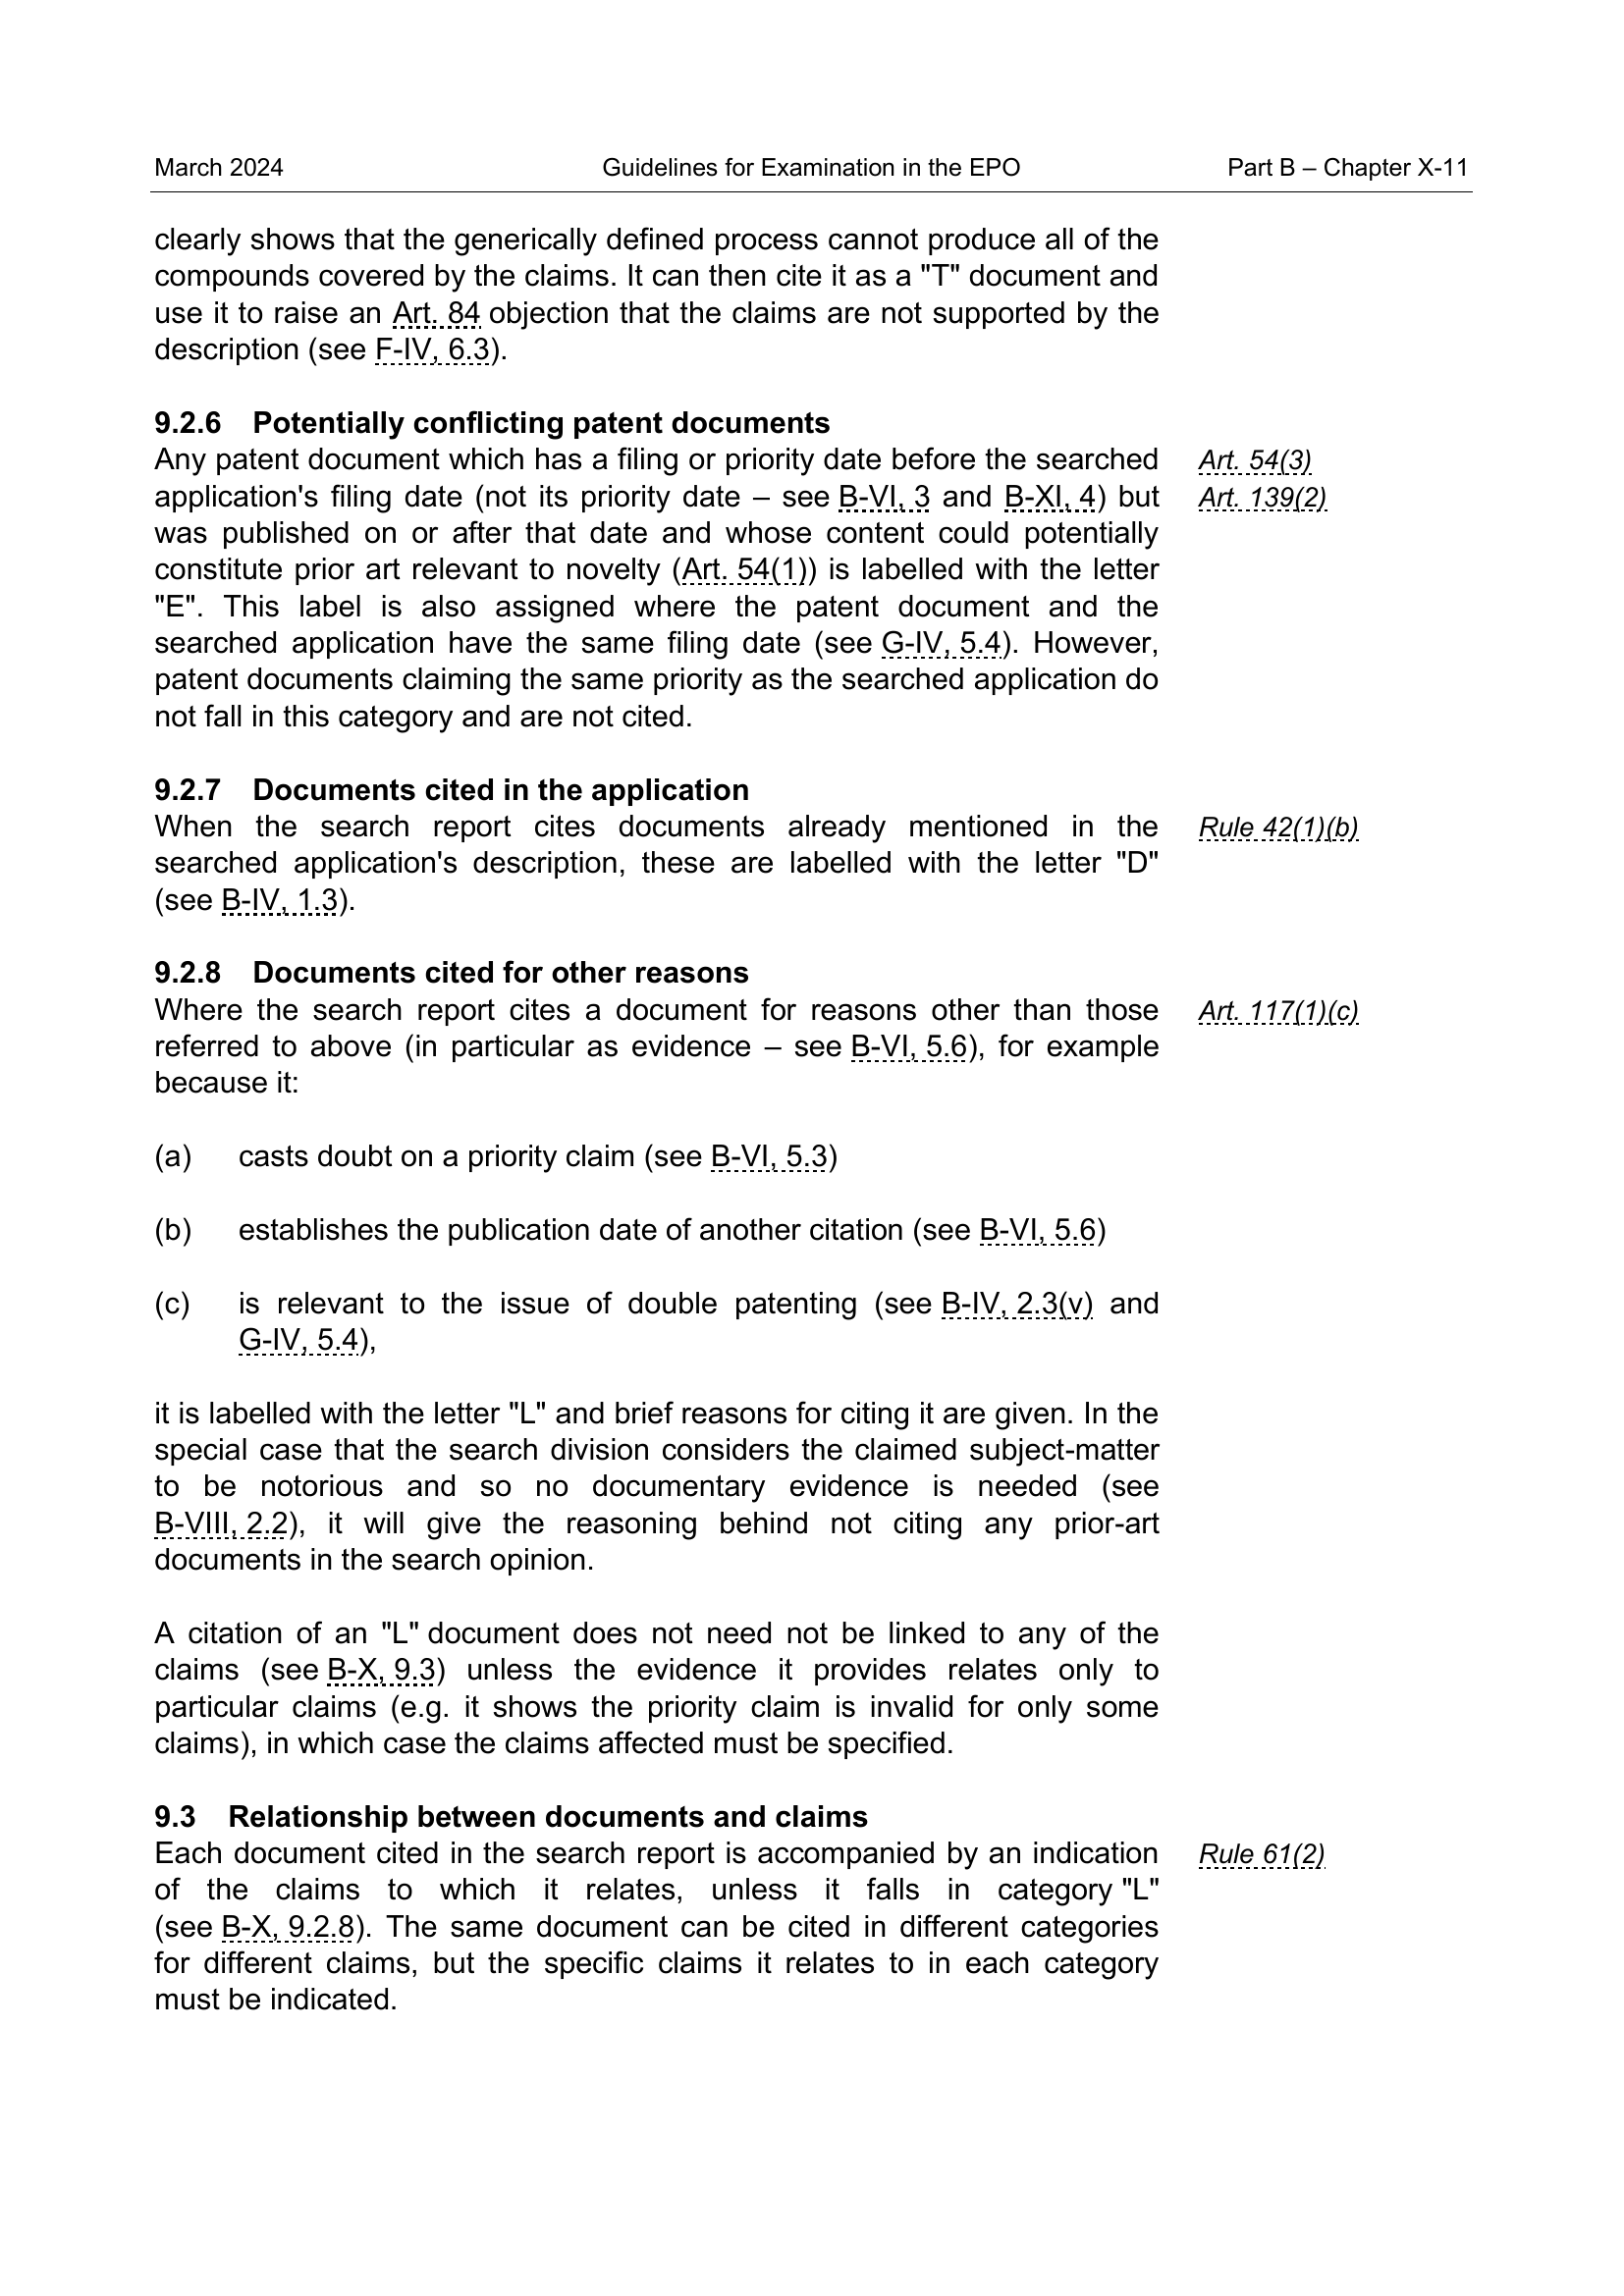 March 2024 Guidelines for Examination in the EPO Part B – Chapter X-11
clearly shows that the generically defined process cannot produce all of the
compounds covered by the claims. It can then cite it as a "T" document and
use it to raise an Art. 84 objection that the claims are not supported by the
description (see F-IV, 6.3).
9.2.6 Potentially conflicting patent documents
Any patent document which has a filing or priority date before the searched Art. 54(3)
application's filing date (not its priority date – see B-VI, 3 and B-XI, 4) but Art. 139(2)
was published on or after that date and whose content could potentially
constitute prior art relevant to novelty (Art. 54(1)) is labelled with the letter
"E". This label is also assigned where the patent document and the
searched application have the same filing date (see G-IV, 5.4). However,
patent documents claiming the same priority as the searched application do
not fall in this category and are not cited.
9.2.7 Documents cited in the application
When the search report cites documents already mentioned in the Rule 42(1)(b)
searched application's description, these are labelled with the letter "D"
(see B-IV, 1.3).
9.2.8 Documents cited for other reasons
Where the search report cites a document for reasons other than those Art. 117(1)(c)
referred to above (in particular as evidence – see B-VI, 5.6), for example
because it:
(a) casts doubt on a priority claim (see B-VI, 5.3)
(b) establishes the publication date of another citation (see B-VI, 5.6)
(c) is relevant to the issue of double patenting (see B-IV, 2.3(v) and
G-IV, 5.4),
it is labelled with the letter "L" and brief reasons for citing it are given. In the
special case that the search division considers the claimed subject-matter
to be notorious and so no documentary evidence is needed (see
B-VIII, 2.2), it will give the reasoning behind not citing any prior-art
documents in the search opinion.
A citation of an "L" document does not need not be linked to any of the
claims (see B-X, 9.3) unless the evidence it provides relates only to
particular claims (e.g. it shows the priority claim is invalid for only some
claims), in which case the claims affected must be specified.
9.3 Relationship between documents and claims
Each document cited in the search report is accompanied by an indication Rule 61(2)
of the claims to which it relates, unless it falls in category "L"
(see B-X, 9.2.8). The same document can be cited in different categories
for different claims, but the specific claims it relates to in each category
must be indicated.